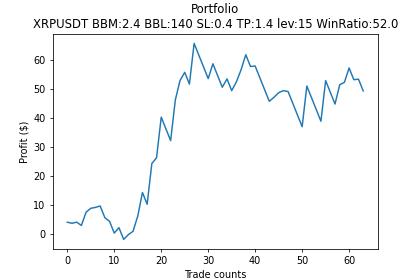 Portfolio
XRPUSDT BBM:2.4 BBL:140 SL:0.4 TP:1.4 lev:15 WinRatio:52.0
60
50
40
30
20
10
0
Profit ($)
0 10 20 30 40 50 60
Trade counts